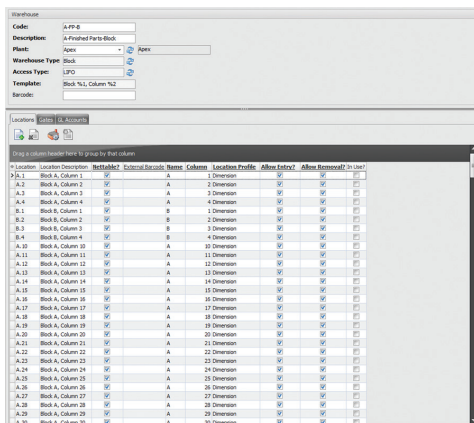 Warehouse
Code: A-FP-B
Description: A-Finished Parts-Block
Plant: Apex Apex
Warehouse Type Block
Access Type: LIFO
Template: Block %1, Column %2
Barcode:
Locations Gates GL Accounts
Drag a column header here to group by that column
Location Location Description Nettable? External Barcode Name Column Location Profile Allow Entry? Allow Removal? In Use?
A.1 Block A, Column 1 A 1 Dimension
A.2 Block A, Column 2 A 2 Dimension
A.3 Block A, Column 3 A 3 Dimension
A.4 Block A, Column 4 A 4 Dimension
B.1 Block B, Column 1 B 1 Dimension
B.2 Block B, Column 2 B 2 Dimension
B.3 Block B, Column 3 B 3 Dimension
B.4 Block B, Column 4 B 4 Dimension
A.10 Block A, Column 10 A 10 Dimension
A.11 Block A, Column 11 A 11 Dimension
A.12 Block A, Column 12 A 12 Dimension
A.13 Block A, Column 13 A 13 Dimension
A.14 Block A, Column 14 A 14 Dimension
A.15 Block A, Column 15 A 15 Dimension
A.16 Block A, Column 16 A 16 Dimension
A.17 Block A, Column 17 A 17 Dimension
A.18 Block A, Column 18 A 18 Dimension
A.19 Block A, Column 19 A 19 Dimension
A.20 Block A, Column 20 A 20 Dimension
A.21 Block A, Column 21 A 21 Dimension
A.22 Block A, Column 22 A 22 Dimension
A.23 Block A, Column 23 A 23 Dimension
A.24 Block A, Column 24 A 24 Dimension
A.25 Block A, Column 25 A 25 Dimension
A.26 Block A, Column 26 A 26 Dimension
A.27 Block A, Column 27 A 27 Dimension
A.28 Block A, Column 28 A 28 Dimension
A.29 Block A, Column 29 A 29 Dimension
A.30 Block A, Column 30 A 30 Dimension